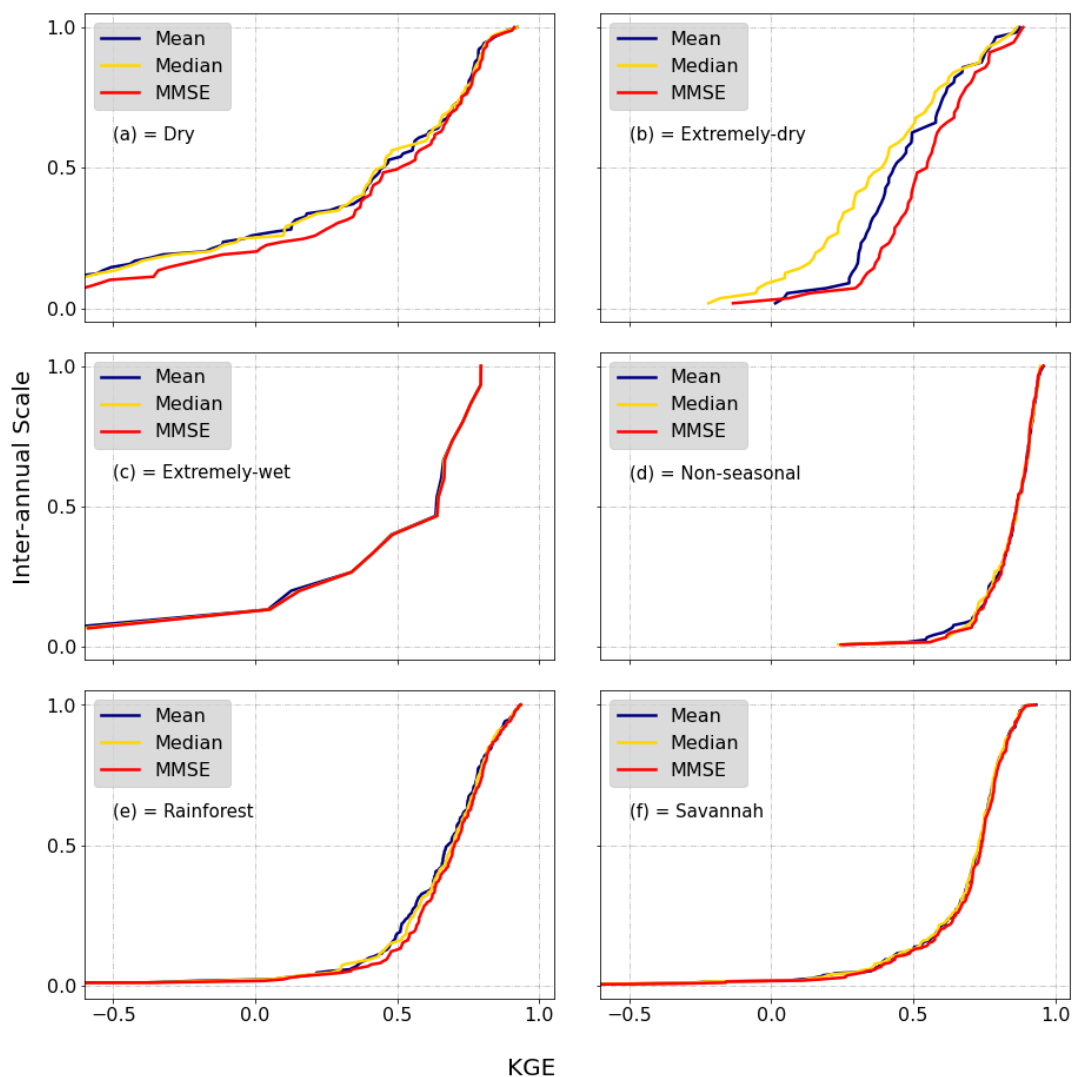 1.0
0.5
0.0
Mean
Median
MMSE
(a) = Dry
−0.5
0.0
0.5
1.0
Mean
Median
MMSE
(b) = Extremely-dry
Inter-annual Scale
1.0
0.5
0.0
Mean
Median
MMSE
(c) = Extremely-wet
Mean
Median
MMSE
(d) = Non-seasonal
1.0
0.5
0.0
Mean
Median
MMSE
(e) = Rainforest
−0.5
0.0
0.5
1.0
Mean
Median
MMSE
(f) = Savannah
−0.5
0.0
0.5
1.0
KGE